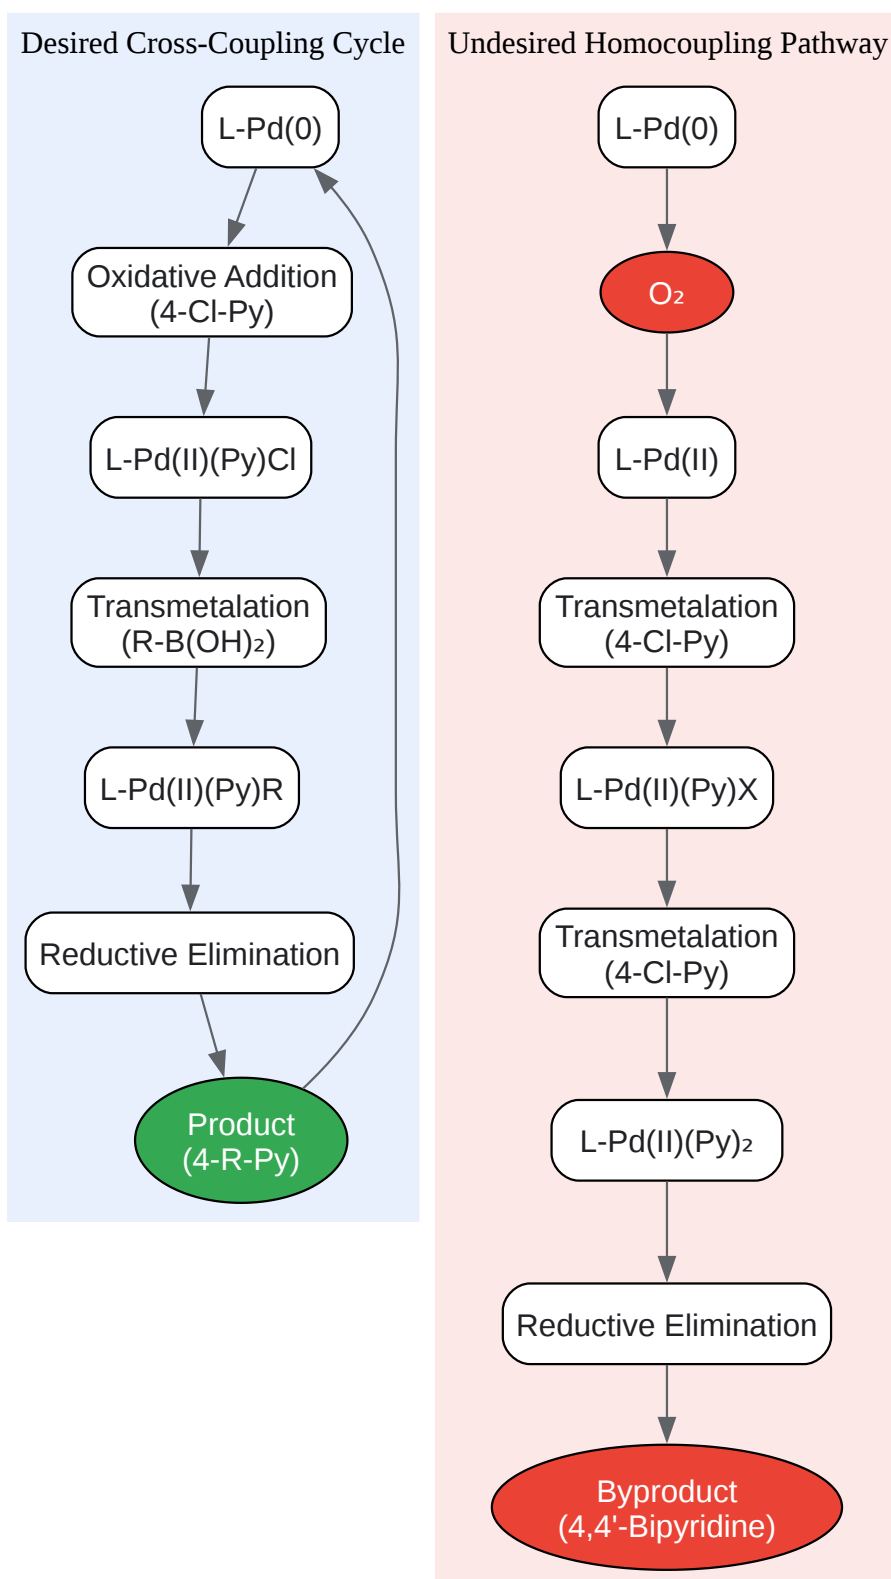 Desired Cross-Coupling Cycle
L-Pd(0)
Oxidative Addition
(4-Cl-Py)
L-Pd(II)(Py)Cl
Transmetalation
(R-B(OH)₂)
L-Pd(II)(Py)R
Reductive Elimination
Product
(4-R-Py)
Undesired Homocoupling Pathway
L-Pd(0)
O₂
L-Pd(II)
Transmetalation
(4-Cl-Py)
L-Pd(II)(Py)X
Transmetalation
(4-Cl-Py)
L-Pd(II)(Py)₂
Reductive Elimination
Byproduct
(4,4'-Bipyridine)